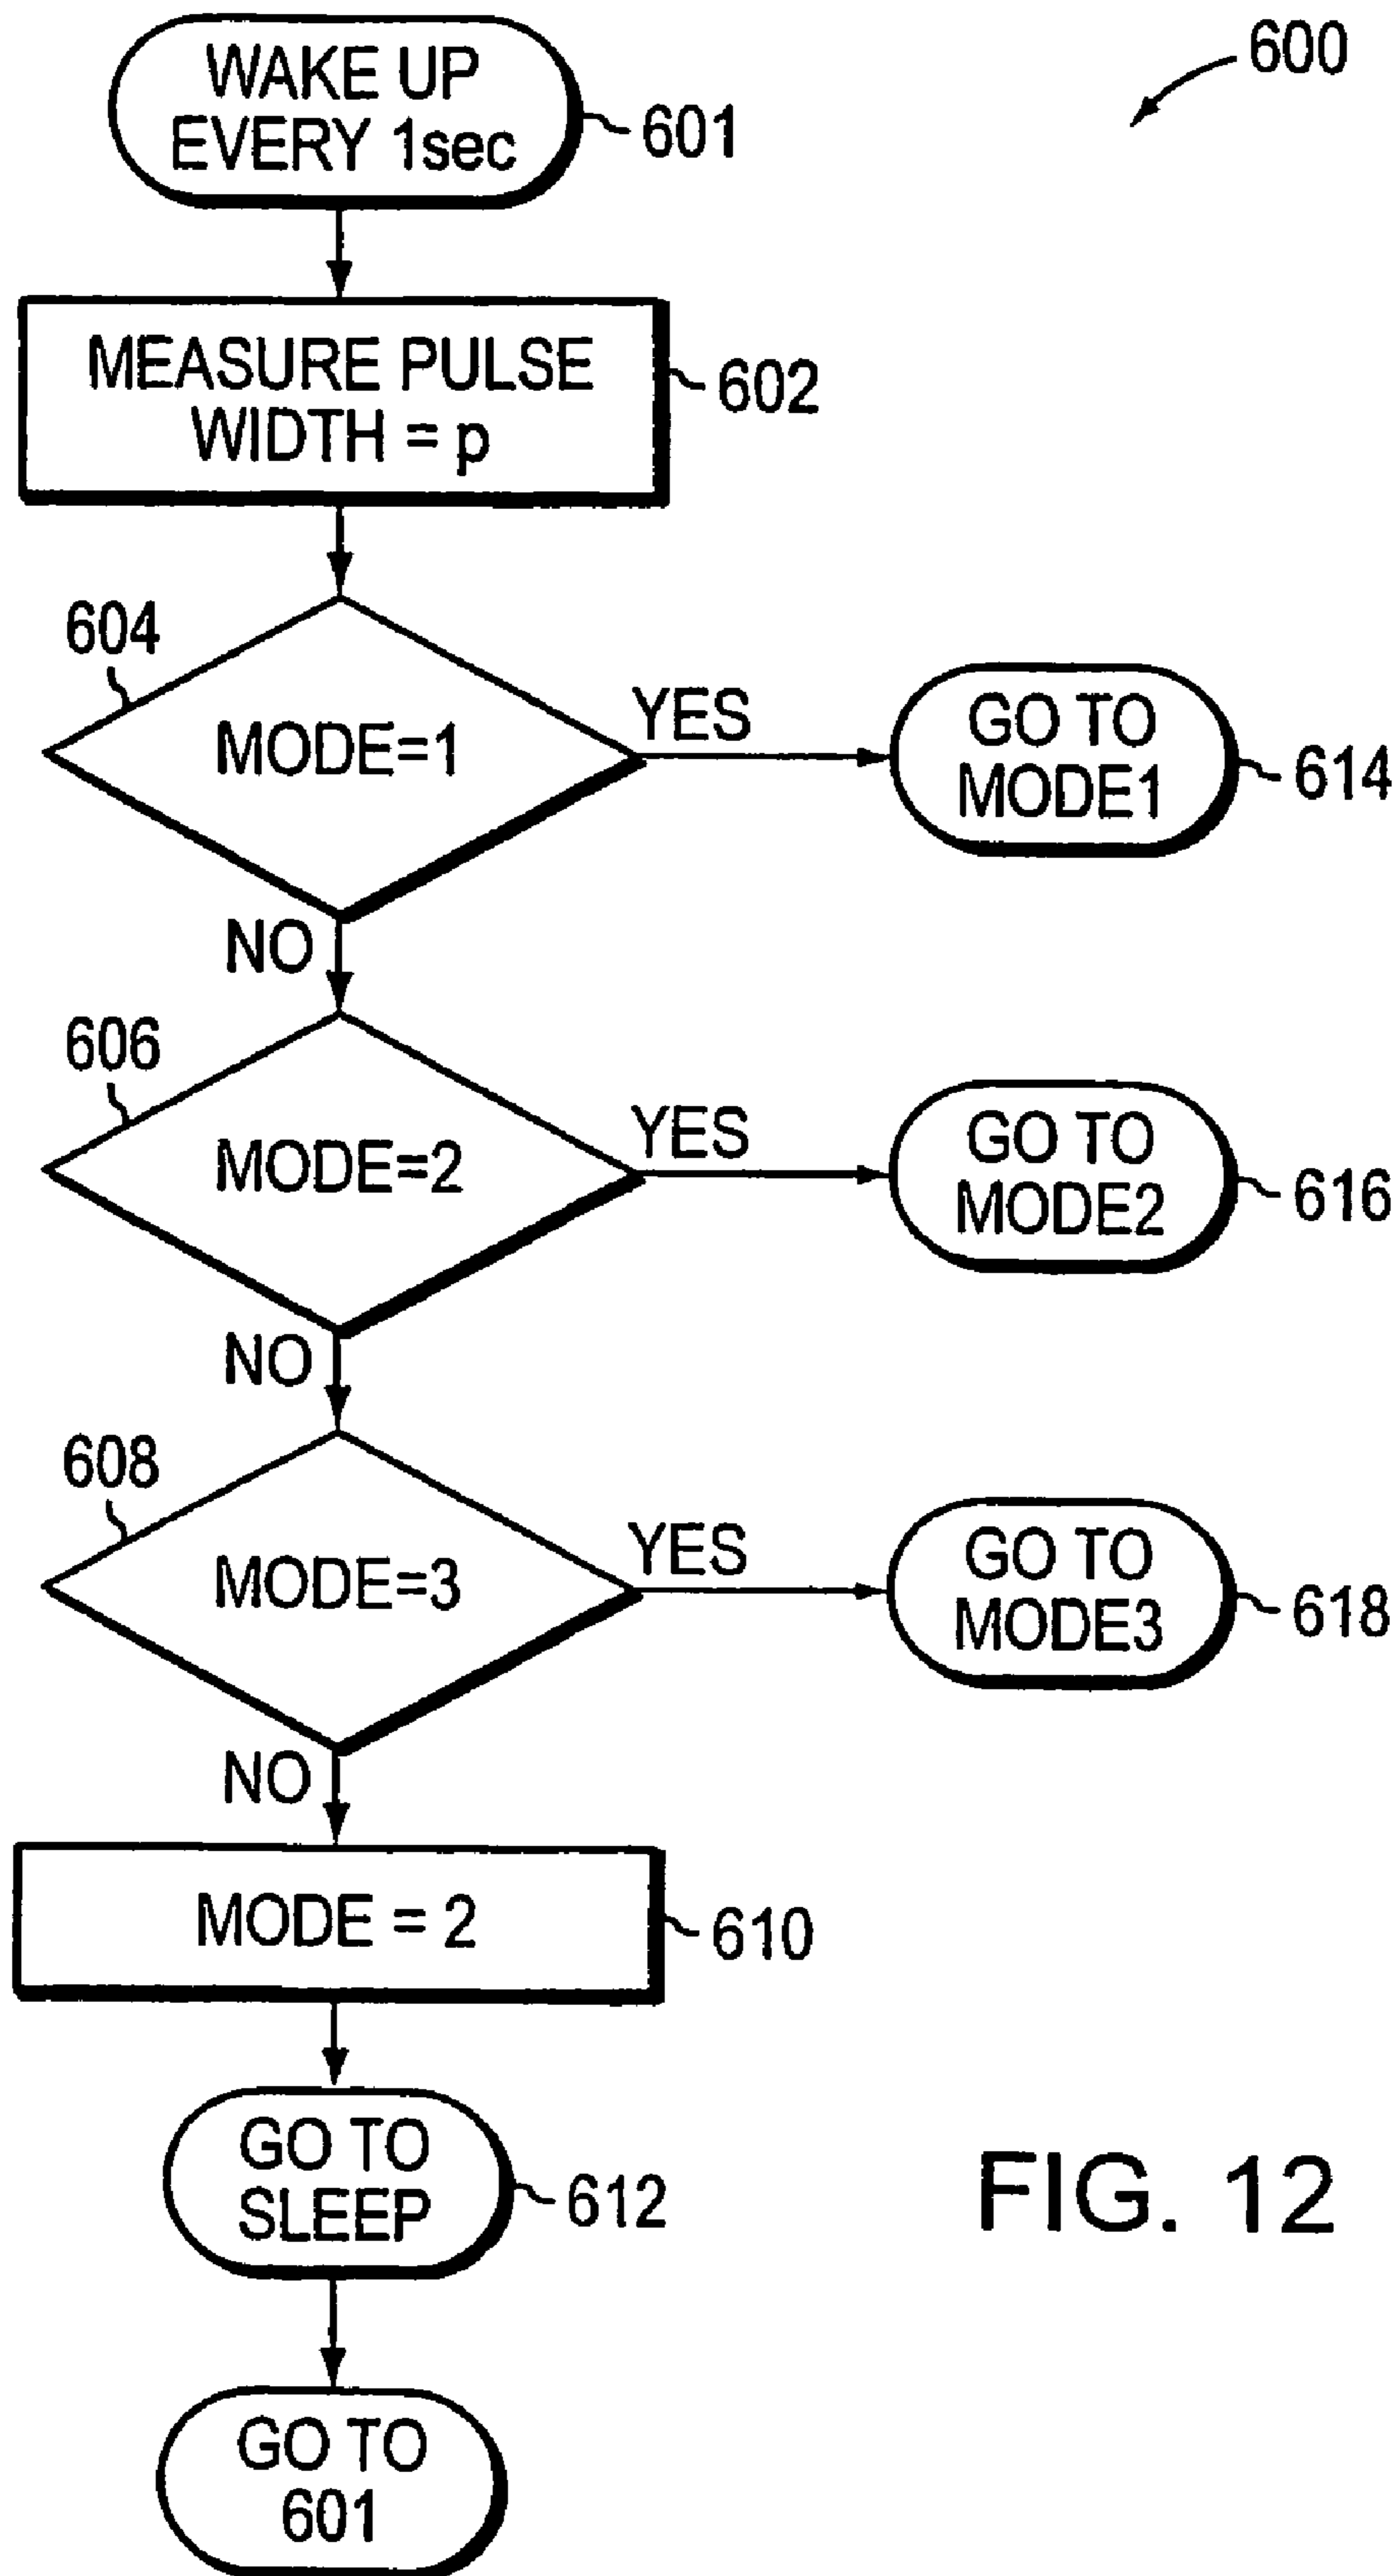 600
WAKE UP
EVERY 1sec
601
MEASURE PULSE
WIDTH = p
602
604
MODE=1
YES
GO TO
MODE1
614
NO
606
MODE=2
YES
GO TO
MODE2
616
NO
608
MODE=3
YES
GO TO
MODE3
618
NO
MODE = 2
610
GO TO
SLEEP
612
GO TO
601
FIG. 12